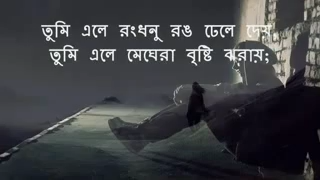 তুমি এলে রংধনু রঙ ঢেলে দেয়,
তুমি এলে মেঘেরা বৃষ্টি ঝরায়;